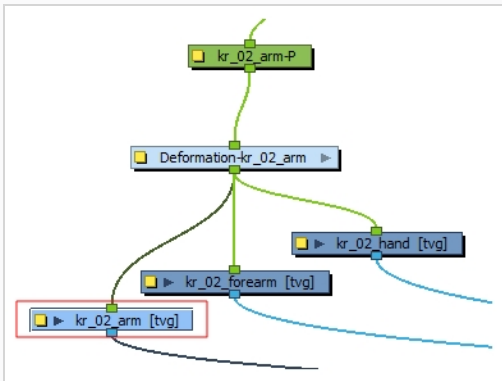 kr_02_arm-P
Deformation-kr_02_arm
kr_02_hand [tvg]
kr_02_forearm [tvg]
kr_02_arm [tvg]